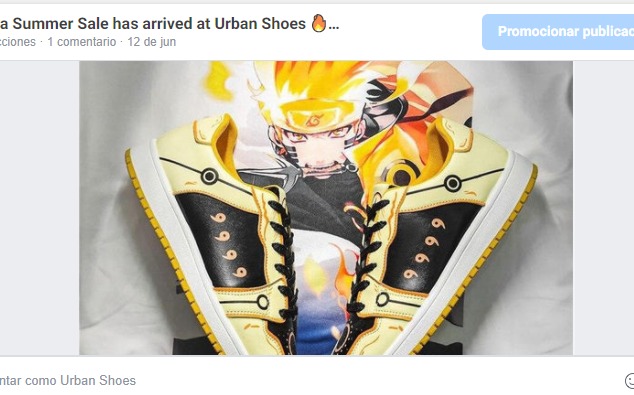 a Summer Sale has arrived at Urban Shoes 🔥...
cciones · 1 comentario · 12 de jun
Promocionar publicac
ntar como Urban Shoes